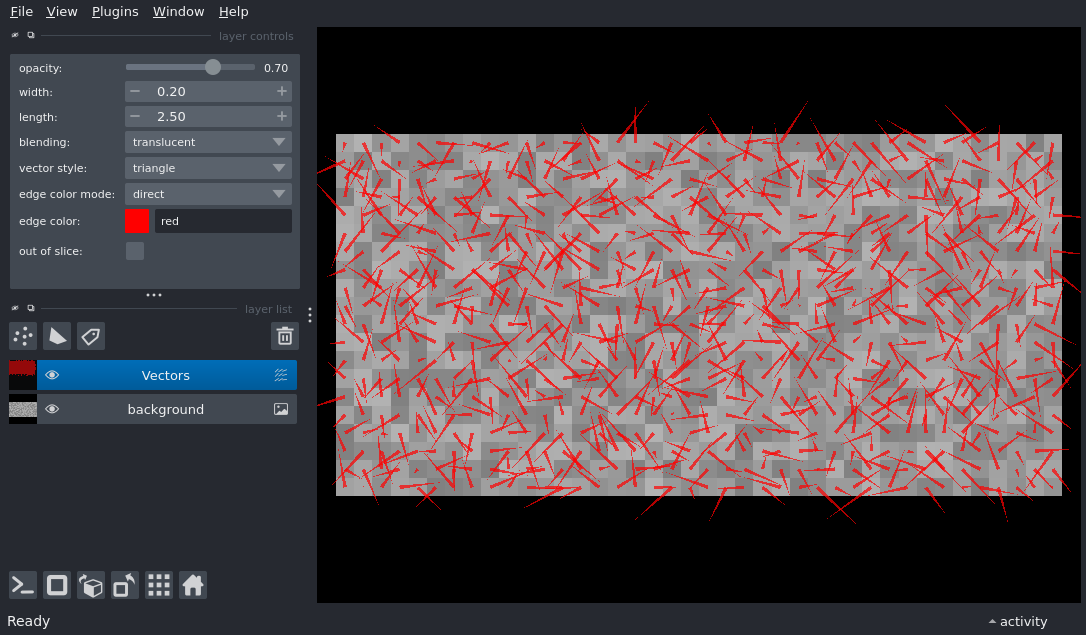 File View Plugins Window Help
layer controls
opacity: 0.70
width: − 0.20 +
length: − 2.50 +
blending: translucent
vector style: triangle
edge color mode: direct
edge color: red
out of slice:
layer list
Vectors
background
Ready
activity